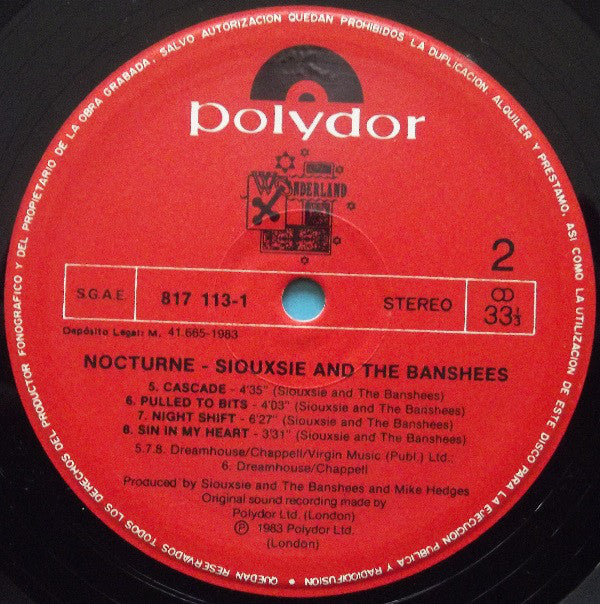 QUEDAN RESERVADOS TODOS LOS DERECHOS DEL PRODUCTOR FONOGRAFICO Y DEL PROPIETARIO DE LA OBRA GRABADA. SALVO AUTORIZACION QUEDAN PROHIBIDOS LA DUPLICACION, ALQUILER Y PRESTAMO, ASI COMO LA UTILIZACION DE ESTE DISCO PARA LA EJECUCION PUBLICA Y RADIODIFUSION •
polydor
WONDERLAND
2
S.G.A.E.
817 113-1
STEREO
33⅓
Depósito Legal: M. 41.665-1983
NOCTURNE - SIOUXSIE AND THE BANSHEES
5. CASCADE - 4'35" (Siouxsie and The Banshees)
6. PULLED TO BITS - 4'03" (Siouxsie and The Banshees)
7. NIGHT SHIFT - 6'27" (Siouxsie and The Banshees)
8. SIN IN MY HEART - 3'31" (Siouxsie and The Banshees)
5.7.8. Dreamhouse/Chappell/Virgin Music (Publ.) Ltd.:
6. Dreamhouse/Chappell
Produced by Siouxsie and The Banshees and Mike Hedges
Original sound recording made by
Polydor Ltd. (London)
℗ 1983 Polydor Ltd.
(London)